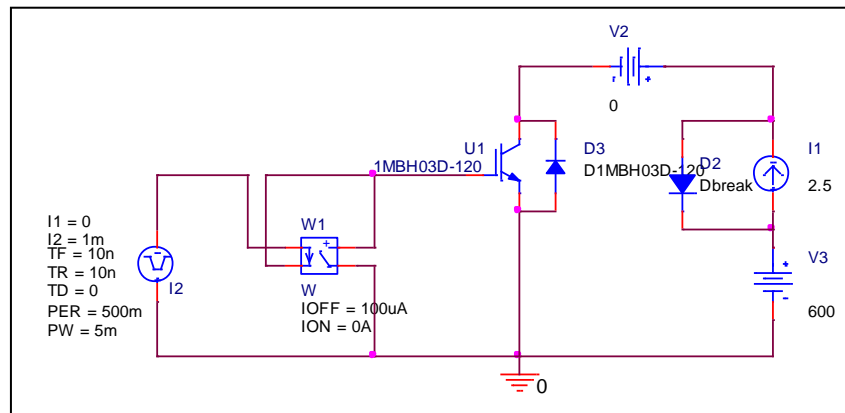 V2
0
U1
1MBH03D-120
D3
D1MBH03D-120
D2
Dbreak
I1
2.5
V3
600
W1
W
IOFF = 100uA
ION = 0A
I1 = 0
I2 = 1m
TF = 10n
TR = 10n
TD = 0
PER = 500m
PW = 5m
I2
0